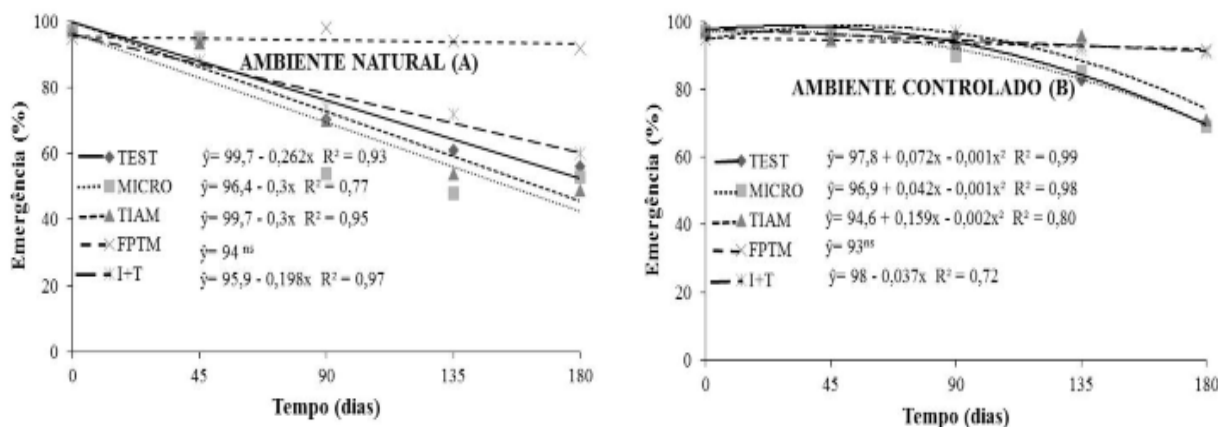 AMBIENTE NATURAL (A)
Emergência (%)
100
80
60
40
20
0
TEST ŷ= 99,7 - 0,262x R² = 0,93
MICRO ŷ= 96,4 - 0,3x R² = 0,77
TIAM ŷ= 99,7 - 0,3x R² = 0,95
FPTM ŷ= 94 ns
I+T ŷ= 95,9 - 0,198x R² = 0,97
0 45 90 135 180
Tempo (dias)
AMBIENTE CONTROLADO (B)
Emergência (%)
100
80
60
40
20
0
TEST ŷ= 97,8 + 0,072x - 0,001x² R² = 0,99
MICRO ŷ= 96,9 + 0,042x - 0,001x² R² = 0,98
TIAM ŷ= 94,6 + 0,159x - 0,002x² R² = 0,80
FPTM ŷ= 93ns
I+T ŷ= 98 - 0,037x R² = 0,72
0 45 90 135 180
Tempo (dias)